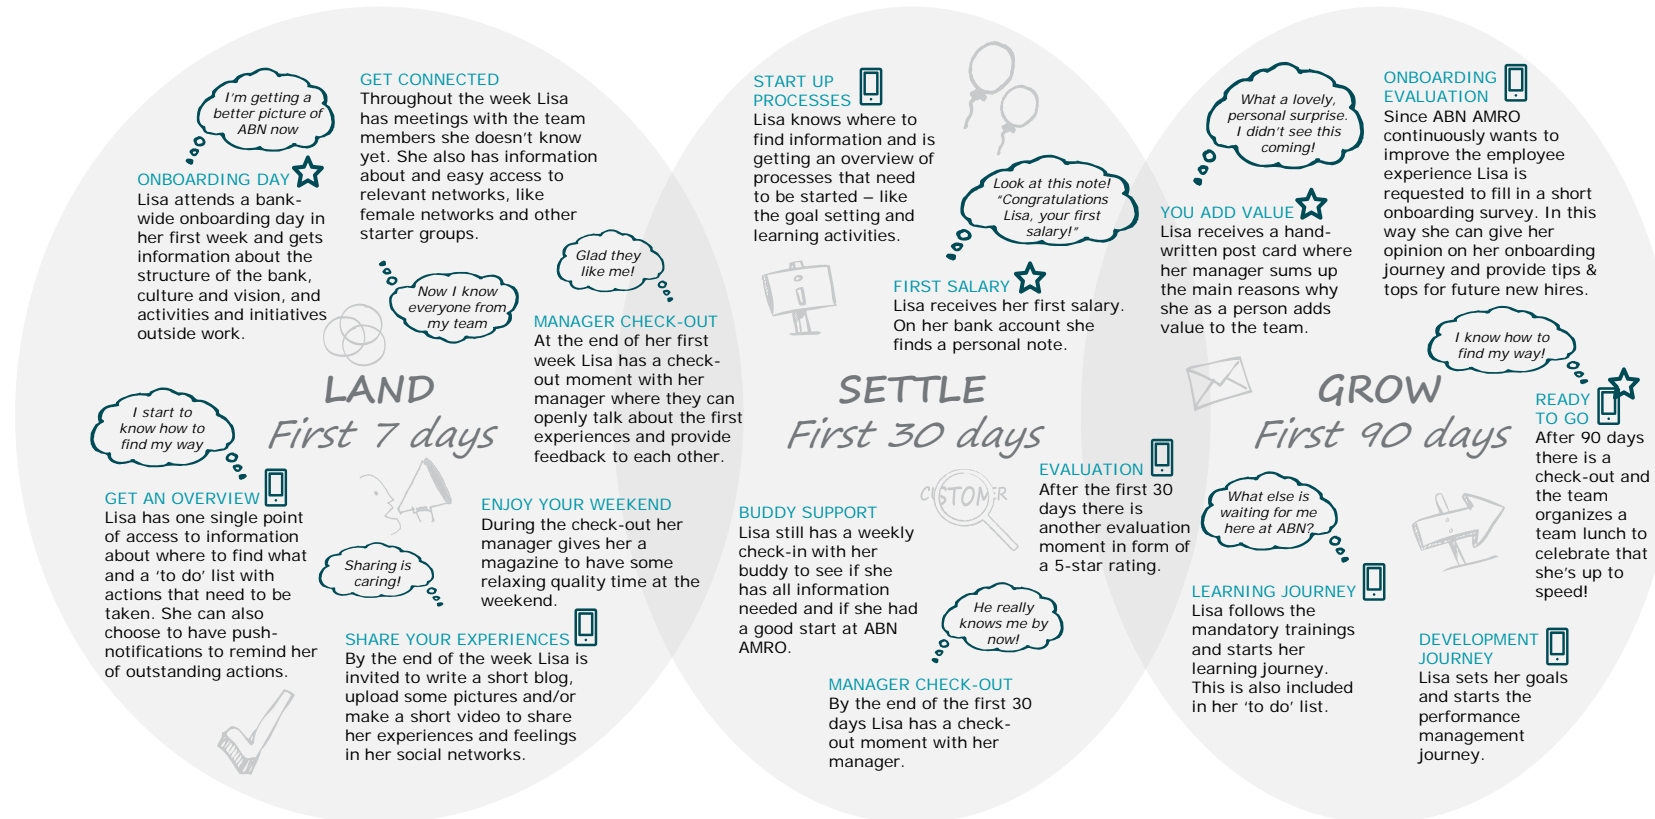 I'm getting a
better picture of
ABN now
ONBOARDING DAY
Lisa attends a bank-
wide onboarding day in
her first week and gets
information about the
structure of the bank,
culture and vision, and
activities and initiatives
outside work.
GET CONNECTED
Throughout the week Lisa
has meetings with the team
members she doesn't know
yet. She also has information
about and easy access to
relevant networks, like
female networks and other
starter groups.
Now I know
everyone from
my team
Glad they
like me!
MANAGER CHECK-OUT
At the end of her first
week Lisa has a check-
out moment with her
manager where they can
openly talk about the first
experiences and provide
feedback to each other.
LAND
First 7 days
I start to
know how to
find my way
GET AN OVERVIEW
Lisa has one single point
of access to information
about where to find what
and a 'to do' list with
actions that need to be
taken. She can also
choose to have push-
notifications to remind her
of outstanding actions.
ENJOY YOUR WEEKEND
During the check-out her
manager gives her a
magazine to have some
relaxing quality time at the
weekend.
Sharing is
caring!
SHARE YOUR EXPERIENCES
By the end of the week Lisa is
invited to write a short blog,
upload some pictures and/or
make a short video to share
her experiences and feelings
in her social networks.
START UP
PROCESSES
Lisa knows where to
find information and is
getting an overview of
processes that need
to be started – like
the goal setting and
learning activities.
Look at this note!
"Congratulations
Lisa, your first
salary!"
FIRST SALARY
Lisa receives her first salary.
On her bank account she
finds a personal note.
SETTLE
First 30 days
CUSTOMER
EVALUATION
After the first 30
days there is
another evaluation
moment in form of
a 5-star rating.
BUDDY SUPPORT
Lisa still has a weekly
check-in with her
buddy to see if she
has all information
needed and if she had
a good start at ABN
AMRO.
He really
knows me by
now!
MANAGER CHECK-OUT
By the end of the first 30
days Lisa has a check-
out moment with her
manager.
What a lovely,
personal surprise.
I didn't see this
coming!
YOU ADD VALUE
Lisa receives a hand-
written post card where
her manager sums up
the main reasons why
she as a person adds
value to the team.
ONBOARDING
EVALUATION
Since ABN AMRO
continuously wants to
improve the employee
experience Lisa is
requested to fill in a short
onboarding survey. In this
way she can give her
opinion on her onboarding
journey and provide tips &
tops for future new hires.
I know how to
find my way!
GROW
First 90 days
READY
TO GO
After 90 days
there is a
check-out and
the team
organizes a
team lunch to
celebrate that
she's up to
speed!
What else is
waiting for me
here at ABN?
LEARNING JOURNEY
Lisa follows the
mandatory trainings
and starts her
learning journey.
This is also included
in her 'to do' list.
DEVELOPMENT
JOURNEY
Lisa sets her goals
and starts the
performance
management
journey.